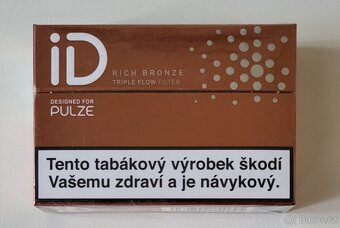 iD
RICH BRONZE
TRIPLE FLOW FILTER
DESIGNED FOR
PULZE
Tento tabákový výrobek škodí
Vašemu zdraví a je návykový.